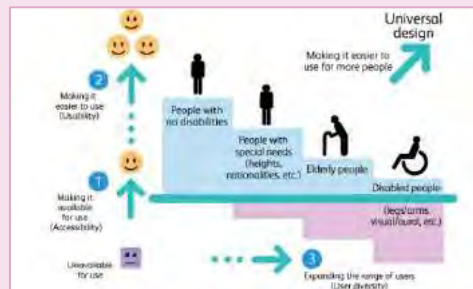 Universal
design
Making it easier to
use for more people
2
Making it
easier to use
(Usability)
People with
no disabilities
People with
special needs
(heights,
nationalities, etc.)
Elderly people
Disabled people
(legs/arms,
visual/aural, etc.)
1
Making it
available
for use
(Accessibility)
Unavailable
for use
3
Expanding the range of users
(User diversity)